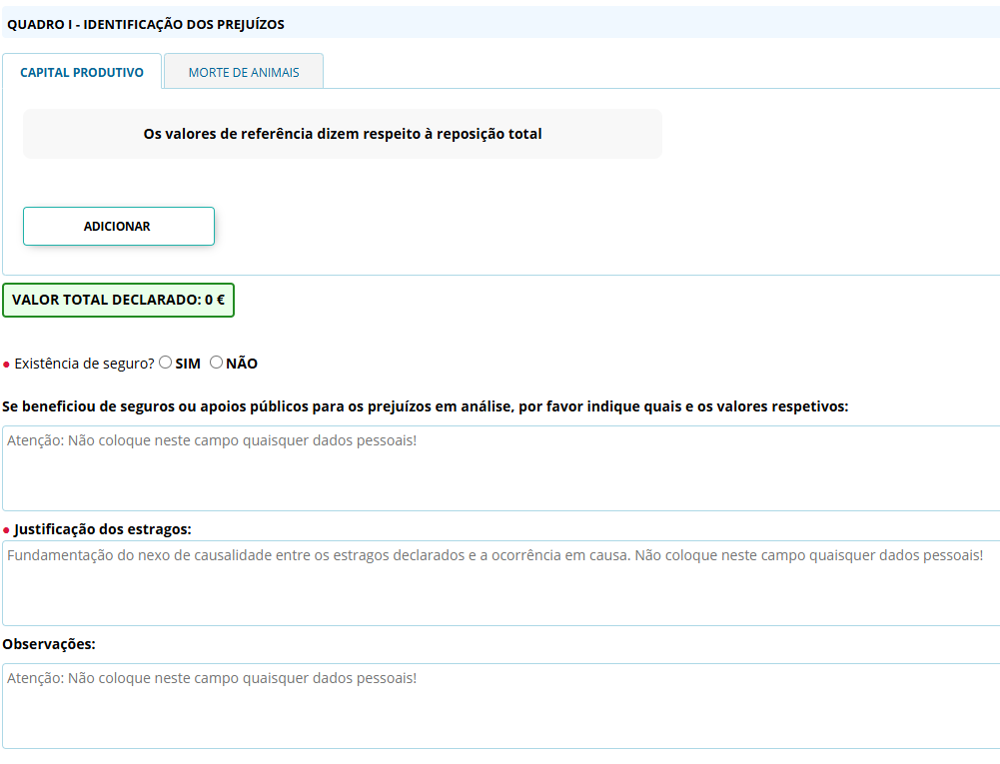 QUADRO I - IDENTIFICAÇÃO DOS PREJUÍZOS
CAPITAL PRODUTIVO
MORTE DE ANIMAIS
Os valores de referência dizem respeito à reposição total
ADICIONAR
VALOR TOTAL DECLARADO: 0 €
Existência de seguro? SIM NÃO
Se beneficiou de seguros ou apoios públicos para os prejuízos em análise, por favor indique quais e os valores respetivos:
Atenção: Não coloque neste campo quaisquer dados pessoais!
Justificação dos estragos:
Fundamentação do nexo de causalidade entre os estragos declarados e a ocorrência em causa. Não coloque neste campo quaisquer dados pessoais!
Observações:
Atenção: Não coloque neste campo quaisquer dados pessoais!